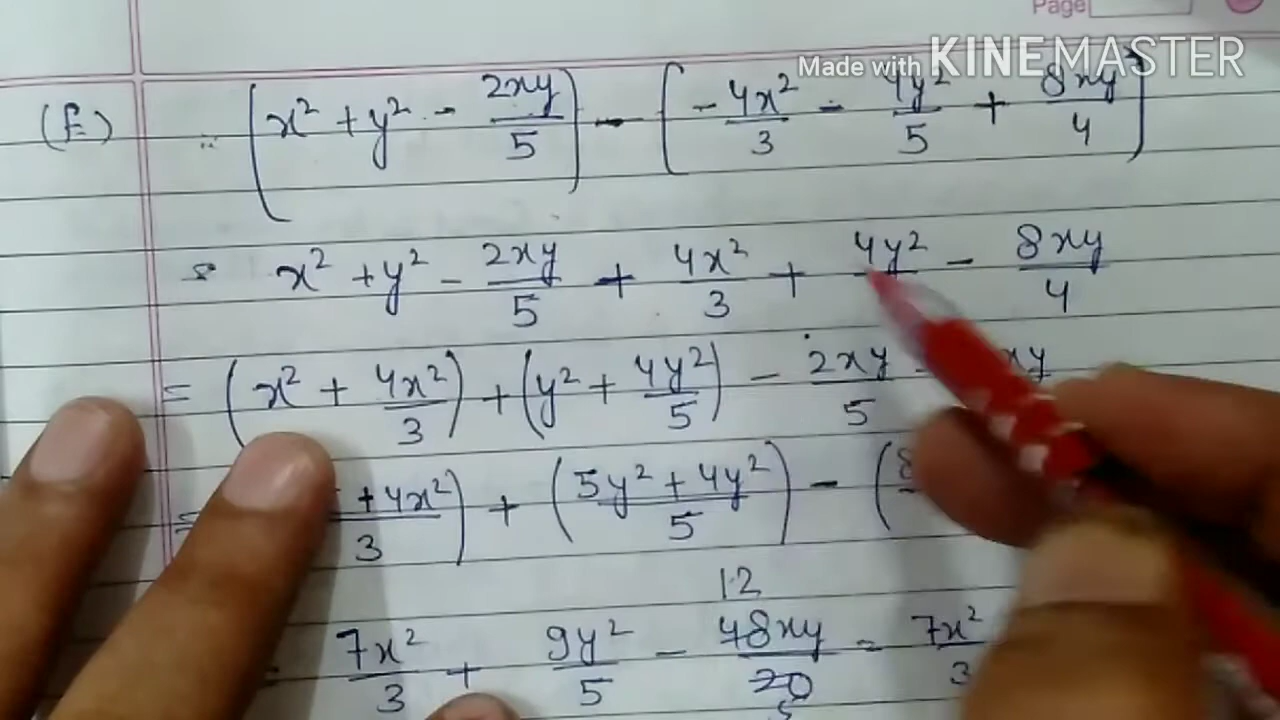 Page
Made with KINEMASTER
(f) (x² + y² - 2xy/5) - [-4x²/3 - 4y²/5 + 8xy/4]
x² + y² - 2xy/5 + 4x²/3 + 4y² - 8xy/4
= (x² + 4x²/3) + (y² + 4y²/5) - 2xy/5 - xy
= + 4x²/3) + (5y² + 4y²/5) - (8
12
= 7x²/3 + 9y²/5 - 48xy/20 = 7x²/3
5